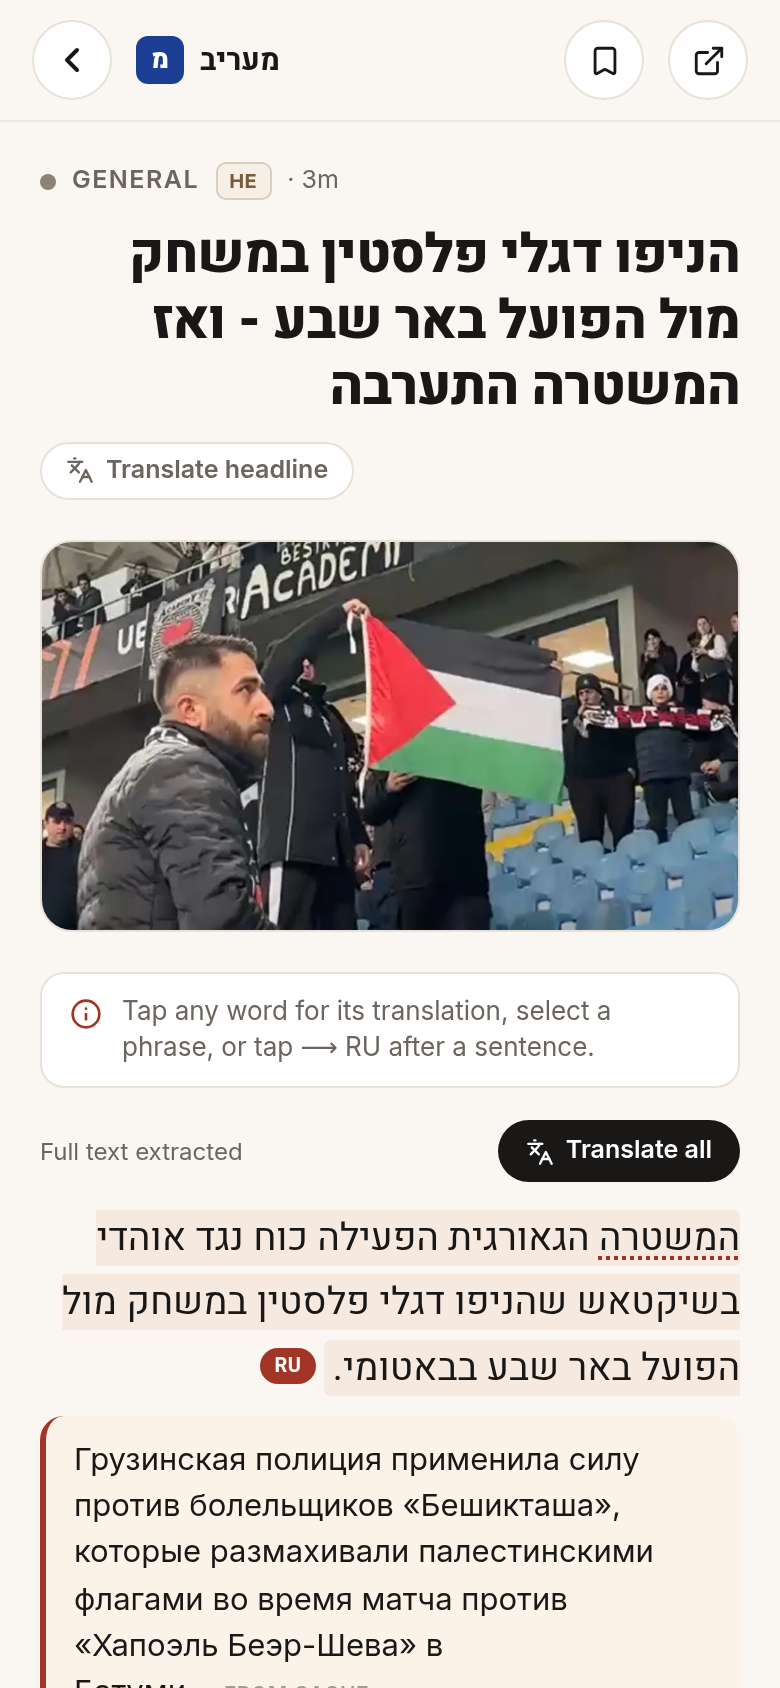 מ מעריב
GENERAL HE · 3m
הניפו דגלי פלסטין במשחק
מול הפועל באר שבע - ואז
המשטרה התערבה
Translate headline
BEŞİKTA
ACADEMI
UE
Tap any word for its translation, select a
phrase, or tap ⟶ RU after a sentence.
Full text extracted
Translate all
המשטרה הגאורגית הפעילה כוח נגד אוהדי
בשיקטאש שהניפו דגלי פלסטין במשחק מול
הפועל באר שבע בבאטומי. RU
Грузинская полиция применила силу
против болельщиков «Бешикташа»,
которые размахивали палестинскими
флагами во время матча против
«Хапоэль Беэр-Шева» в